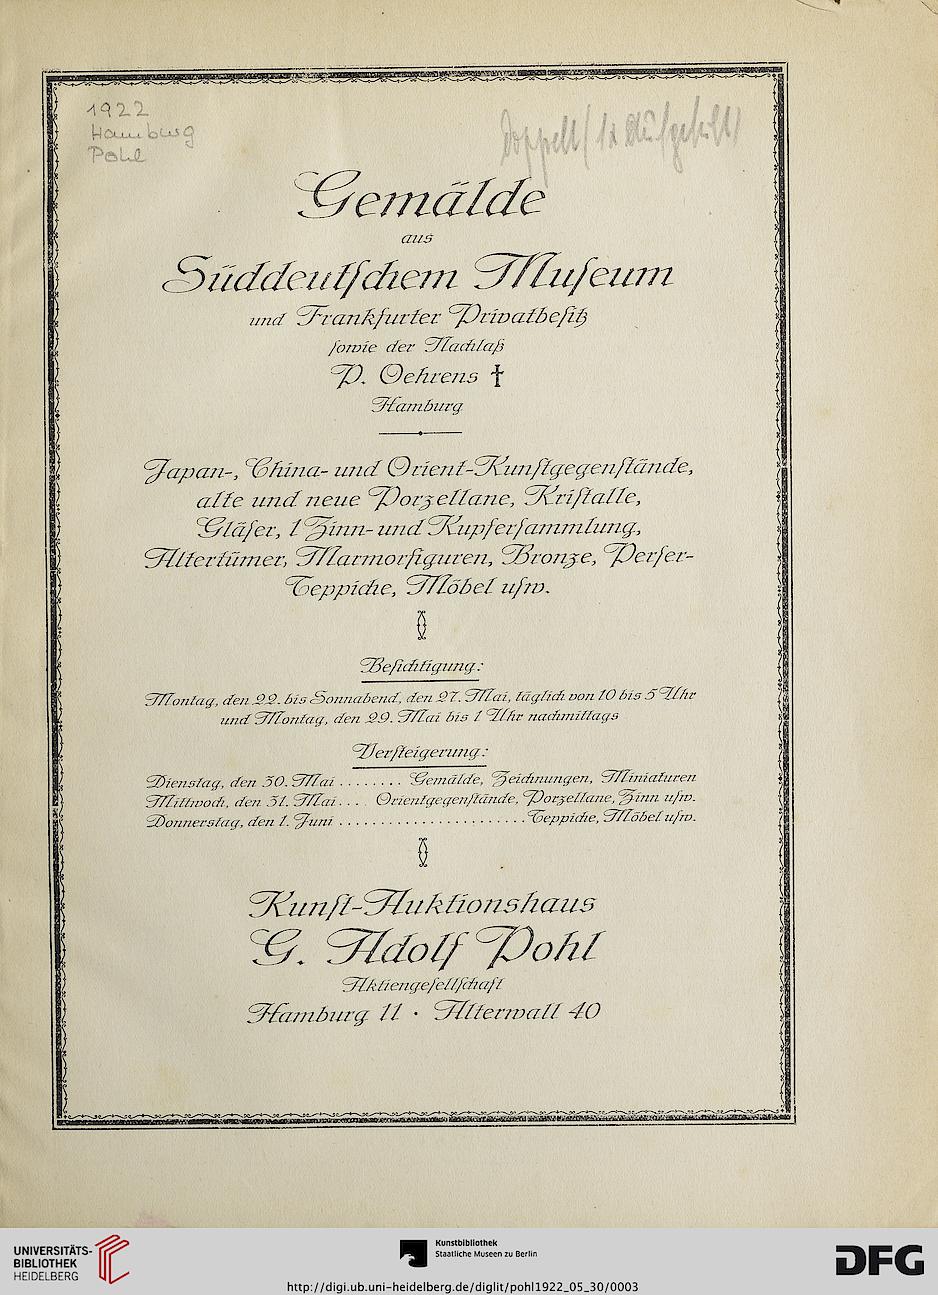 1922
Hamburg
Pohl
Doppelt
Gemälde
aus
Süddeutſchem Muſeum
und Frankfurter Privatbeſitz
ſowie der Nachlaß
P. Oehrens †
Hamburg
Japan-, China- und Orient-Kunſtgegenſtände,
alte und neue Porzellane, Kriſtalle,
Gläſer, 1 Zinn- und Kupferſammlung,
Altertümer, Marmorfiguren, Bronze, Perſer-
Teppiche, Möbel uſw.
Beſichtigung:
Montag, den 22. bis Sonnabend, den 27. Mai, täglich von 10 bis 5 Uhr
und Montag, den 29. Mai bis 1 Uhr nachmittags
Verſteigerung:
Dienstag, den 30. Mai ........ Gemälde, Zeichnungen, Miniaturen
Mittwoch, den 31. Mai .... Orientgegenſtände, Porzellane, Zinn uſw.
Donnerstag, den 1. Juni ....................... Teppiche, Möbel uſw.
Kunſt-Auktionshaus
G. Adolf Pohl
Aktiengeſellſchaft
Hamburg 11 · Alterwall 40
UNIVERSITÄTS-
BIBLIOTHEK
HEIDELBERG
Kunstbibliothek
Staatliche Museen zu Berlin
DFG
http://digi.ub.uni-heidelberg.de/diglit/pohl1922_05_30/0003